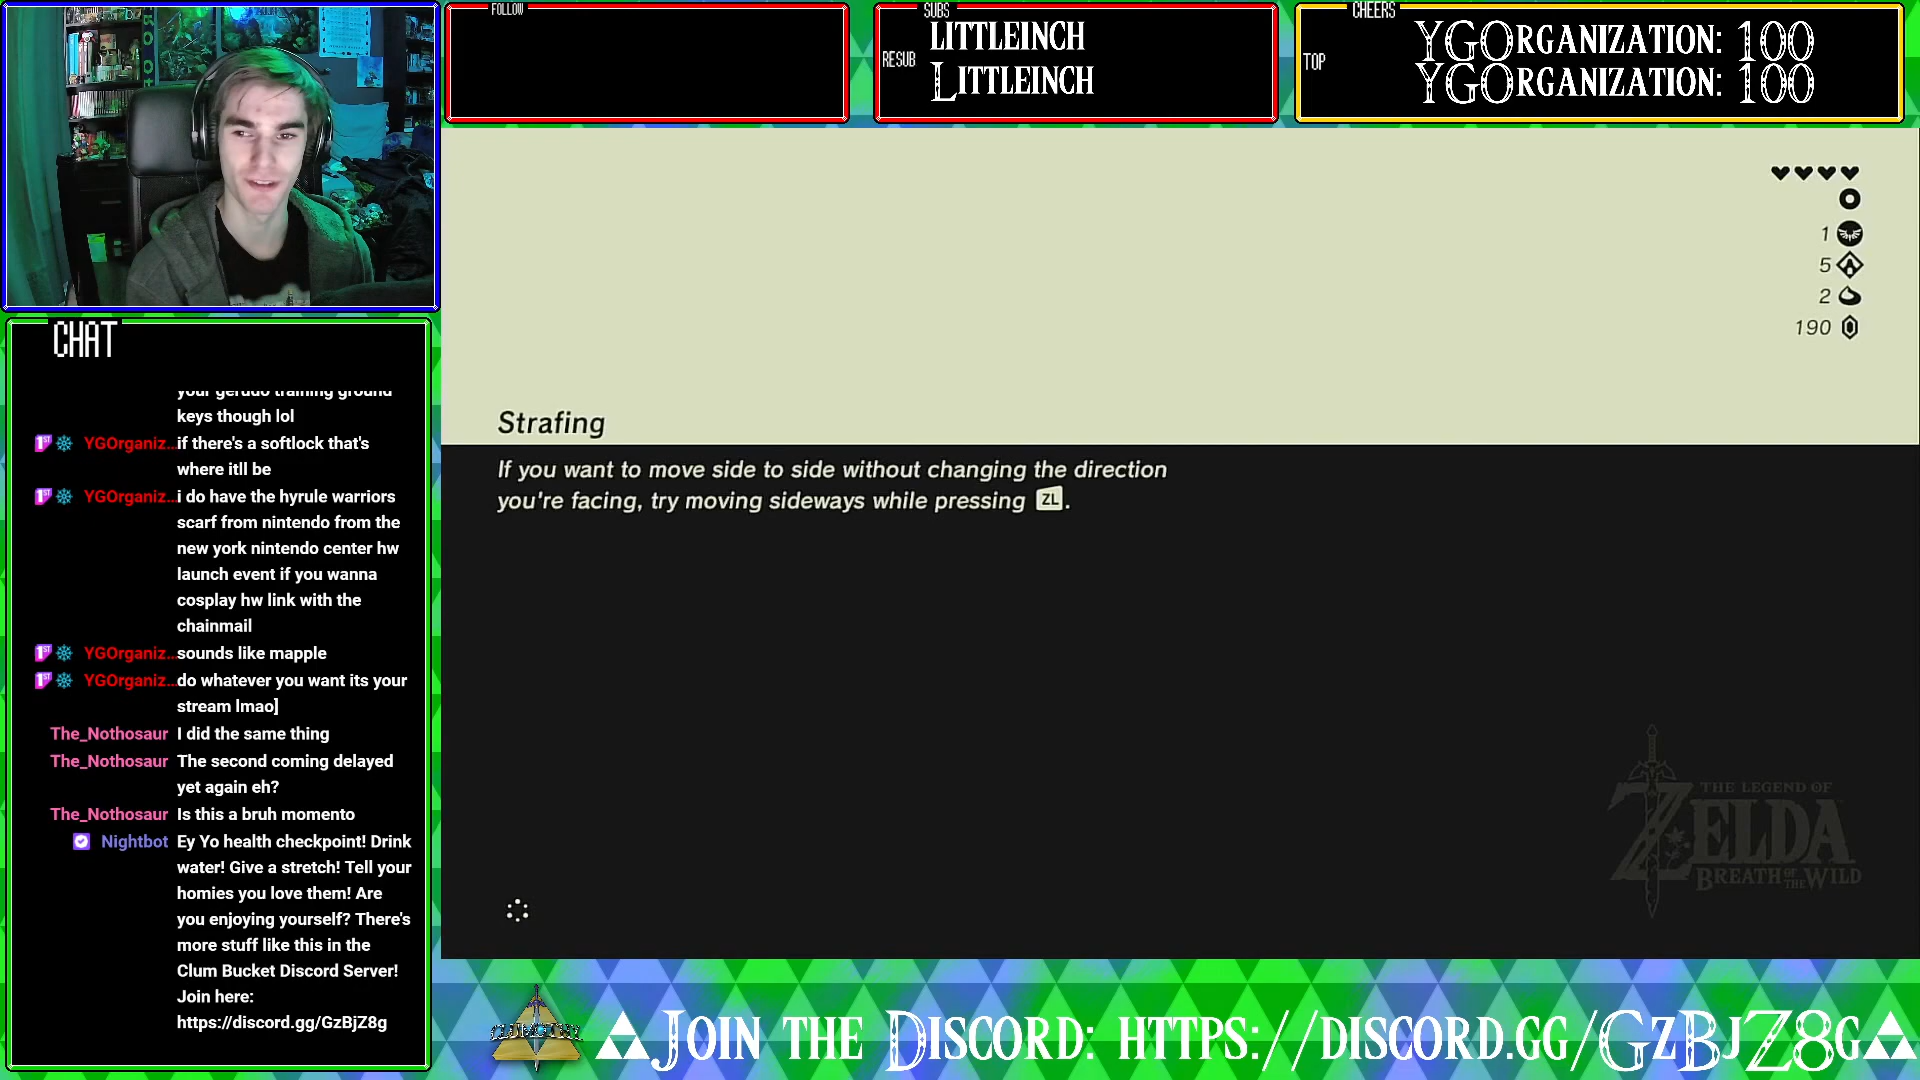 FOLLOW
SUBS
RESUB
LITTLE1NCH
LITTLE1NCH
CHEERS
TOP
YGORGANIZATION: 100
YGORGANIZATION: 100
CHAT
your gerudo training ground
keys though lol
YGOrganiz... if there's a softlock that's
where itll be
YGOrganiz... i do have the hyrule warriors
scarf from nintendo from the
new york nintendo center hw
launch event if you wanna
cosplay hw link with the
chainmail
YGOrganiz... sounds like mapple
YGOrganiz... do whatever you want its your
stream lmao]
The_Nothosaur I did the same thing
The_Nothosaur The second coming delayed
yet again eh?
The_Nothosaur Is this a bruh momento
Nightbot Ey Yo health checkpoint! Drink
water! Give a stretch! Tell your
homies you love them! Are
you enjoying yourself? There's
more stuff like this in the
Clum Bucket Discord Server!
Join here:
https://discord.gg/GzBjZ8g
1
5
2
190
Strafing
If you want to move side to side without changing the direction
you're facing, try moving sideways while pressing ZL.
THE LEGEND OF
ZELDA
BREATH OF THE WILD
JOIN THE DISCORD: HTTPS://DISCORD.GG/GZBJZ8G